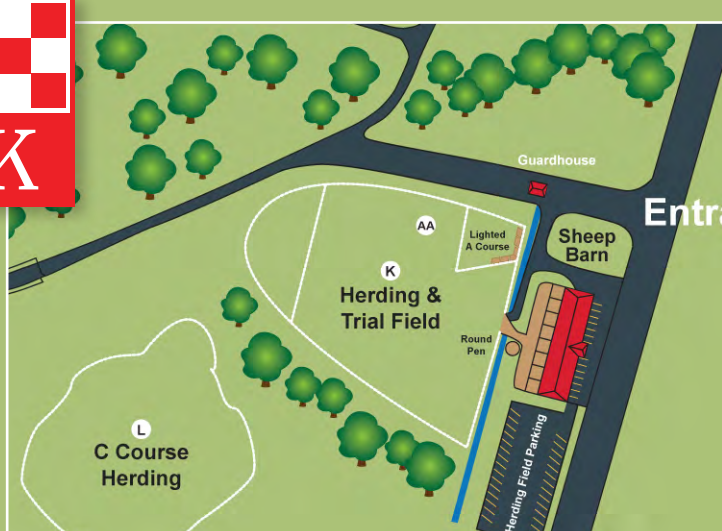 K
Guardhouse
Entra
AA
Lighted
A Course
Sheep
Barn
K
Herding &
Trial Field
Round
Pen
L
C Course
Herding
Herding Field Parking